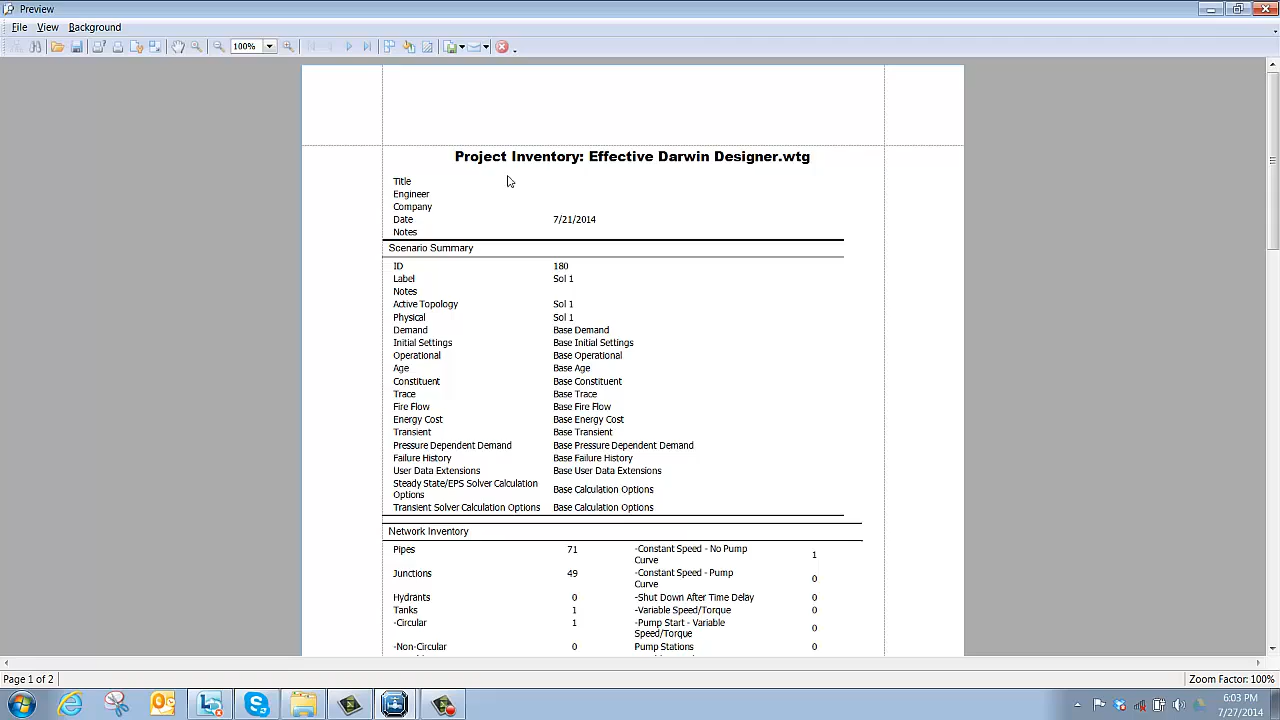 Preview
File View Background
100%
Project Inventory: Effective Darwin Designer.wtg
Title
Engineer
Company
Date 7/21/2014
Notes
Scenario Summary
ID 180
Label Sol 1
Notes
Active Topology Sol 1
Physical Sol 1
Demand Base Demand
Initial Settings Base Initial Settings
Operational Base Operational
Age Base Age
Constituent Base Constituent
Trace Base Trace
Fire Flow Base Fire Flow
Energy Cost Base Energy Cost
Transient Base Transient
Pressure Dependent Demand Base Pressure Dependent Demand
Failure History Base Failure History
User Data Extensions Base User Data Extensions
Steady State/EPS Solver Calculation
Options Base Calculation Options
Transient Solver Calculation Options Base Calculation Options
Network Inventory
Pipes 71 -Constant Speed - No Pump
Curve 1
Junctions 49 -Constant Speed - Pump
Curve 0
Hydrants 0 -Shut Down After Time Delay 0
Tanks 1 -Variable Speed/Torque 0
-Circular 1 -Pump Start - Variable
Speed/Torque 0
-Non-Circular 0 Pump Stations 0
Page 1 of 2 Zoom Factor: 100%
6:03 PM
7/27/2014